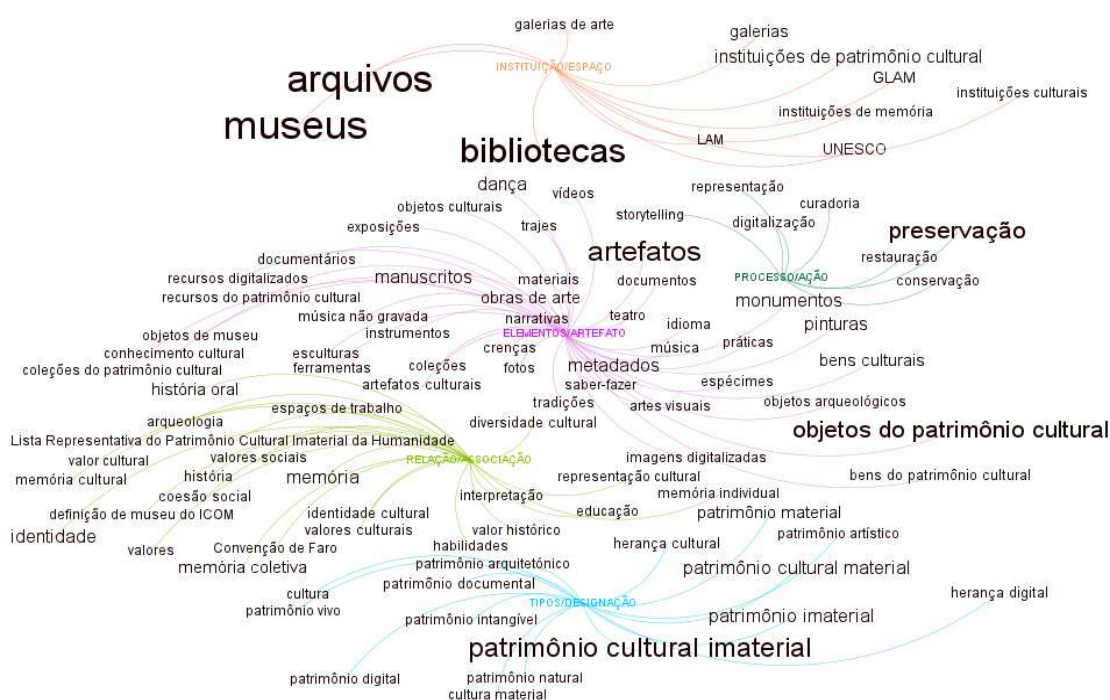 galerias de arte
galerias
instituições de patrimônio cultural
INSTITUIÇÃO/ESPAÇO
GLAM
arquivos
instituições culturais
museus
instituições de memória
LAM
UNESCO
bibliotecas
dança
vídeos
representação
curadoria
objetos culturais
storytelling
digitalização
exposições
trajes
preservação
artefatos
restauração
documentários
recursos digitalizados
manuscritos
materiais
documentos
PROCESSO/AÇÃO
conservação
recursos do patrimônio cultural
obras de arte
monumentos
música não gravada
narrativas
teatro
idioma
pinturas
objetos de museu
instrumentos
ELEMENTOS/ARTEFATO
práticas
conhecimento cultural
esculturas
crenças
música
coleções do patrimônio cultural
ferramentas
coleções
fotos
metadados
bens culturais
história oral
artefatos culturais
saber-fazer
espécimes
espaços de trabalho
tradições
artes visuais
objetos arqueológicos
arqueologia
diversidade cultural
objetos do patrimônio cultural
Lista Representativa do Patrimônio Cultural Imaterial da Humanidade
valor cultural
valores sociais
RELAÇÃO/ASSOCIAÇÃO
imagens digitalizadas
memória cultural
história
memória
representação cultural
bens do patrimônio cultural
coesão social
interpretação
memória individual
definição de museu do ICOM
identidade cultural
educação
patrimônio material
identidade
valores culturais
valor histórico
patrimônio artístico
valores
Convenção de Faro
habilidades
herança cultural
memória coletiva
patrimônio arquitetônico
patrimônio cultural material
cultura
patrimônio documental
herança digital
patrimônio vivo
TIPOS/DESIGNAÇÃO
patrimônio intangível
patrimônio imaterial
patrimônio cultural imaterial
patrimônio digital
patrimônio natural
cultura material